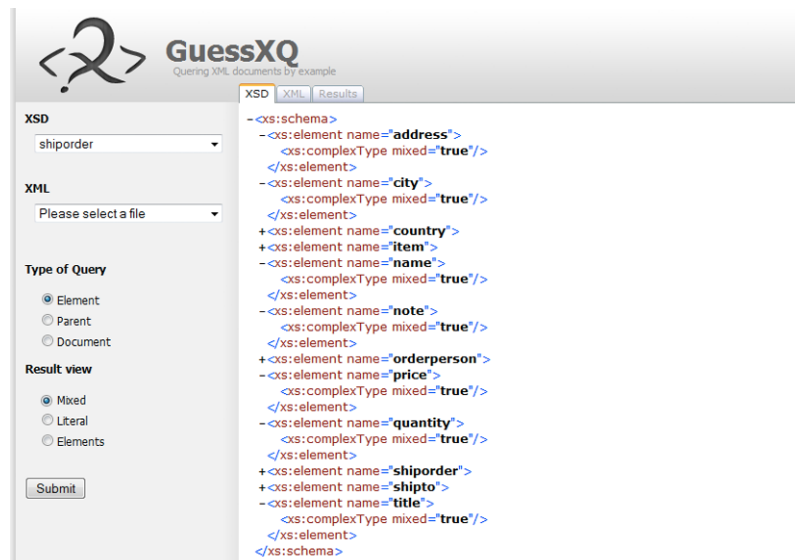 <?>
GuessXQ
Quering XML documents by example
XSD XML Results
XSD
shiporder
XML
Please select a file
Type of Query
Element
Parent
Document
Result view
Mixed
Literal
Elements
Submit
-<xs:schema>
-<xs:element name="address">
<xs:complexType mixed="true"/>
</xs:element>
-<xs:element name="city">
<xs:complexType mixed="true"/>
</xs:element>
+<xs:element name="country">
+<xs:element name="item">
-<xs:element name="name">
<xs:complexType mixed="true"/>
</xs:element>
-<xs:element name="note">
<xs:complexType mixed="true"/>
</xs:element>
+<xs:element name="orderperson">
-<xs:element name="price">
<xs:complexType mixed="true"/>
</xs:element>
-<xs:element name="quantity">
<xs:complexType mixed="true"/>
</xs:element>
+<xs:element name="shiporder">
+<xs:element name="shipto">
-<xs:element name="title">
<xs:complexType mixed="true"/>
</xs:element>
</xs:schema>